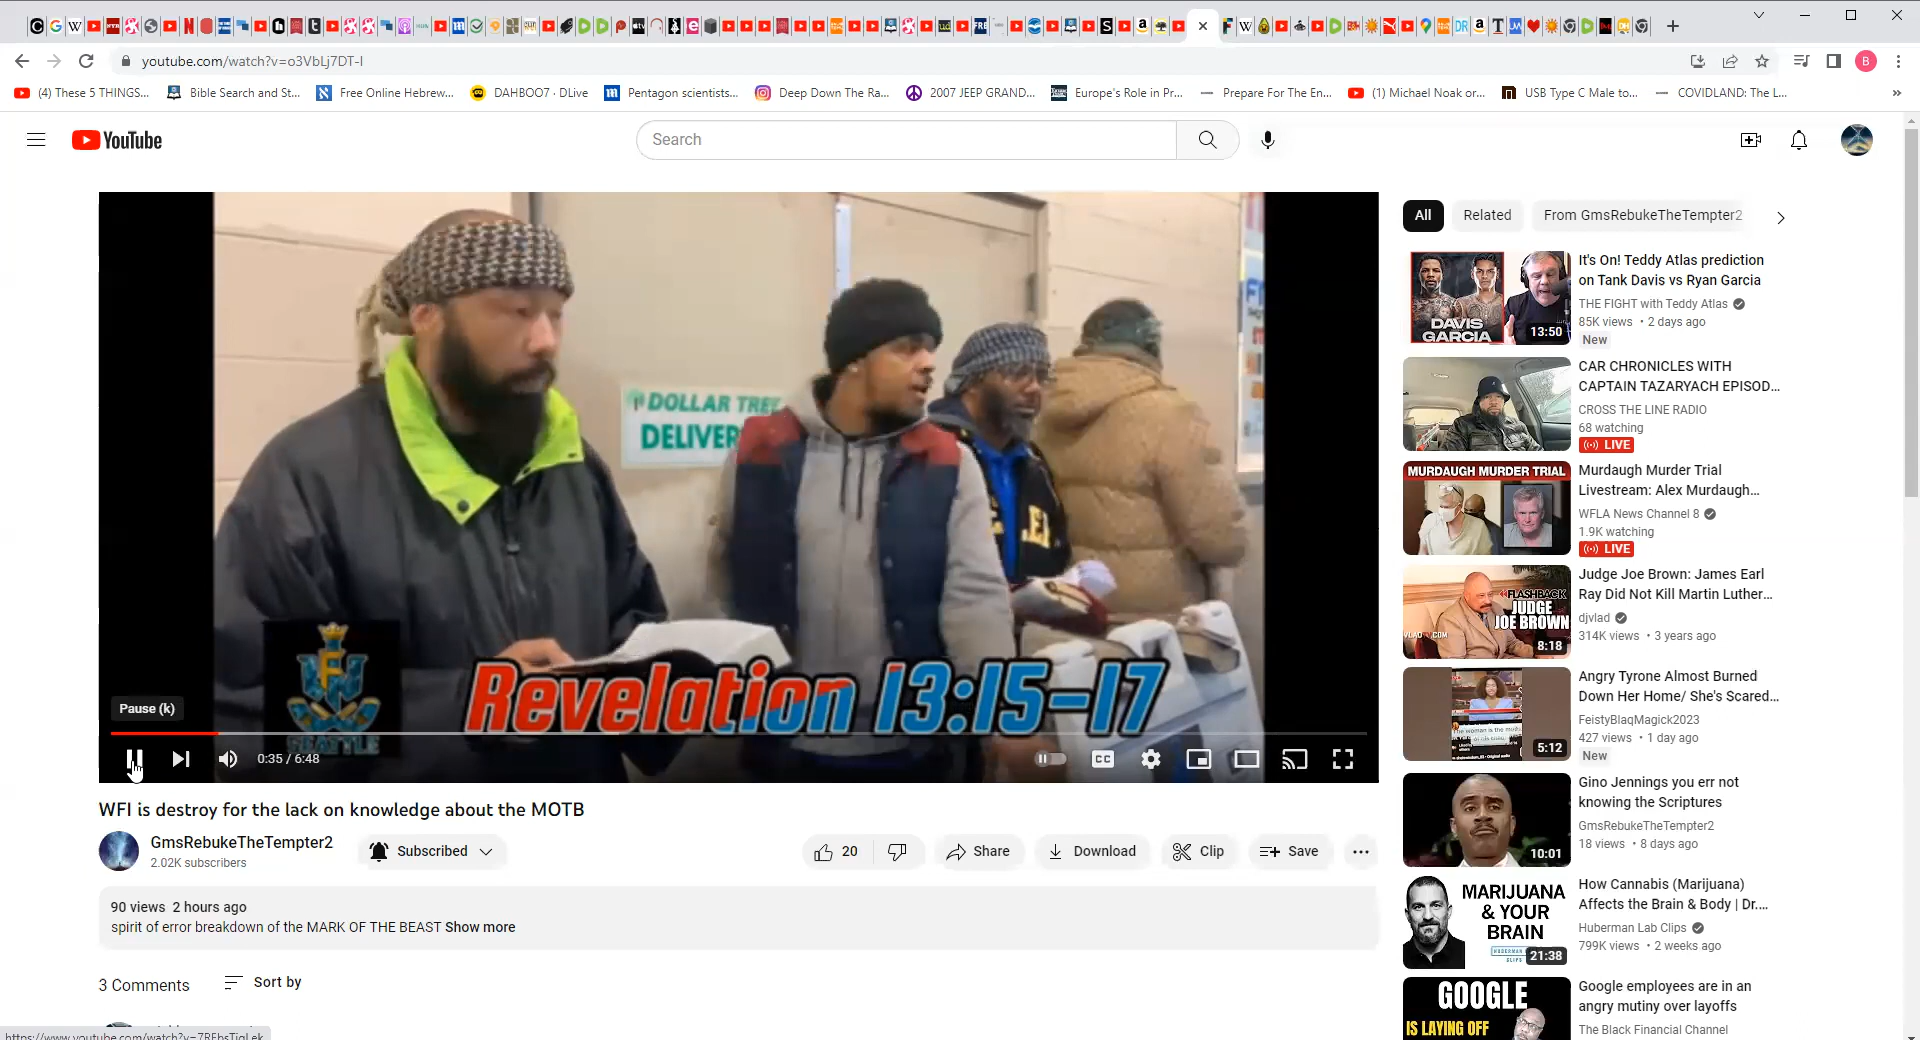 youtube.com/watch?v=o3VbLj7DT-I
B
(4) These 5 THINGS...
Bible Search and St...
Free Online Hebrew...
DAHBOO7 · DLive
Pentagon scientists...
Deep Down The Ra...
2007 JEEP GRAND...
Europe's Role in Pr...
Prepare For The En...
(1) Michael Noak or...
USB Type C Male to...
COVIDLAND: The L...
»
YouTube
Search
DOLLAR TREE
DELIVER
Revelation 13:15-17
SEATTLE
Pause (k)
0:35 / 6:48
CC
WFI is destroy for the lack on knowledge about the MOTB
GmsRebukeTheTempter2
2.02K subscribers
Subscribed
20
Share
Download
Clip
Save
90 views 2 hours ago
spirit of error breakdown of the MARK OF THE BEAST Show more
3 Comments
Sort by
All
Related
From GmsRebukeTheTempter2
DAVIS
GARCIA
13:50
It's On! Teddy Atlas prediction
on Tank Davis vs Ryan Garcia
THE FIGHT with Teddy Atlas
85K views • 2 days ago
New
CAR CHRONICLES WITH
CAPTAIN TAZARYACH EPISOD...
CROSS THE LINE RADIO
68 watching
LIVE
MURDAUGH MURDER TRIAL
Murdaugh Murder Trial
Livestream: Alex Murdaugh...
WFLA News Channel 8
1.9K watching
LIVE
FLASHBACK
JUDGE
JOE BROWN
8:18
Judge Joe Brown: James Earl
Ray Did Not Kill Martin Luther...
djvlad
314K views • 3 years ago
5:12
Angry Tyrone Almost Burned
Down Her Home/ She's Scared...
FeistyBlaqMagick2023
427 views • 1 day ago
New
10:01
Gino Jennings you err not
knowing the Scriptures
GmsRebukeTheTempter2
18 views • 8 days ago
MARIJUANA
& YOUR
BRAIN
HUBERMAN
CLIPS
21:38
How Cannabis (Marijuana)
Affects the Brain & Body | Dr....
Huberman Lab Clips
799K views • 2 weeks ago
GOOGLE
IS LAYING OFF
Google employees are in an
angry mutiny over layoffs
The Black Financial Channel